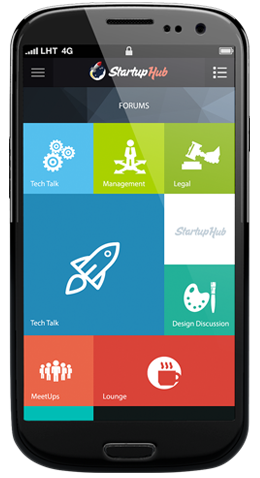 LHT 4G
StartupHub
FORUMS
Tech Talk
Management
Legal
StartupHub
Tech Talk
Design Discussion
MeetUps
Lounge